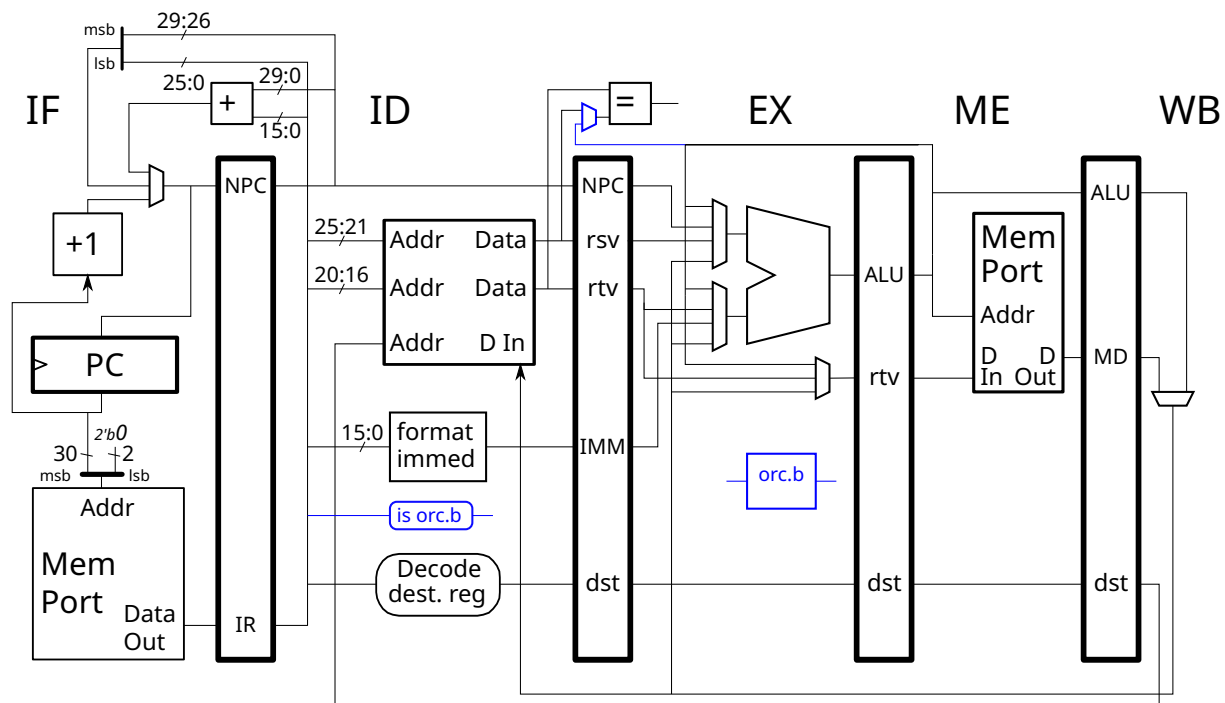 29:26
msb
lsb
25:0
29:0
+
15:0
=
IF
ID
EX
ME
WB
NPC
NPC
ALU
+1
25:21
Addr
Data
rsv
Mem
Port
20:16
Addr
Data
rtv
ALU
Addr
Addr
D In
PC
D
In
D
Out
MD
rtv
2'b0
30
2
msb
lsb
15:0
format
immed
IMM
orc.b
Addr
is orc.b
Mem
Port
Decode
dest. reg
dst
dst
dst
Data
Out
IR